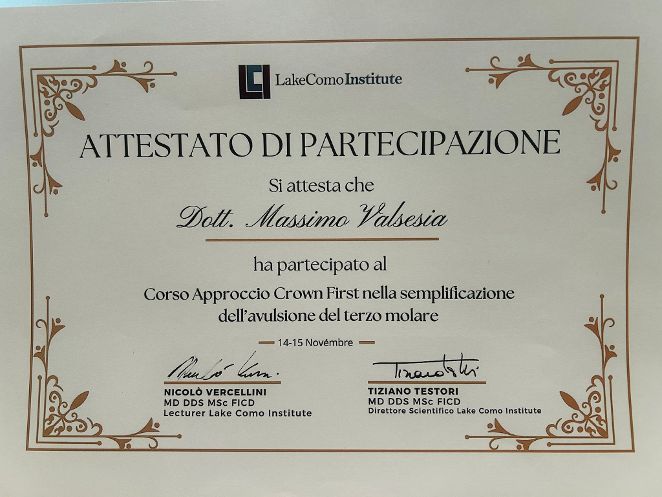 LakeComoInstitute
ATTESTATO DI PARTECIPAZIONE
Si attesta che
Dott. Massimo Valsesia
ha partecipato al
Corso Approccio Crown First nella semplificazione
dell'avulsione del terzo molare
14-15 Novémbre
NICOLÒ VERCELLINI
MD DDS MSc FICD
Lecturer Lake Como Institute
TIZIANO TESTORI
MD DDS MSc FICD
Direttore Scientifico Lake Como Institute